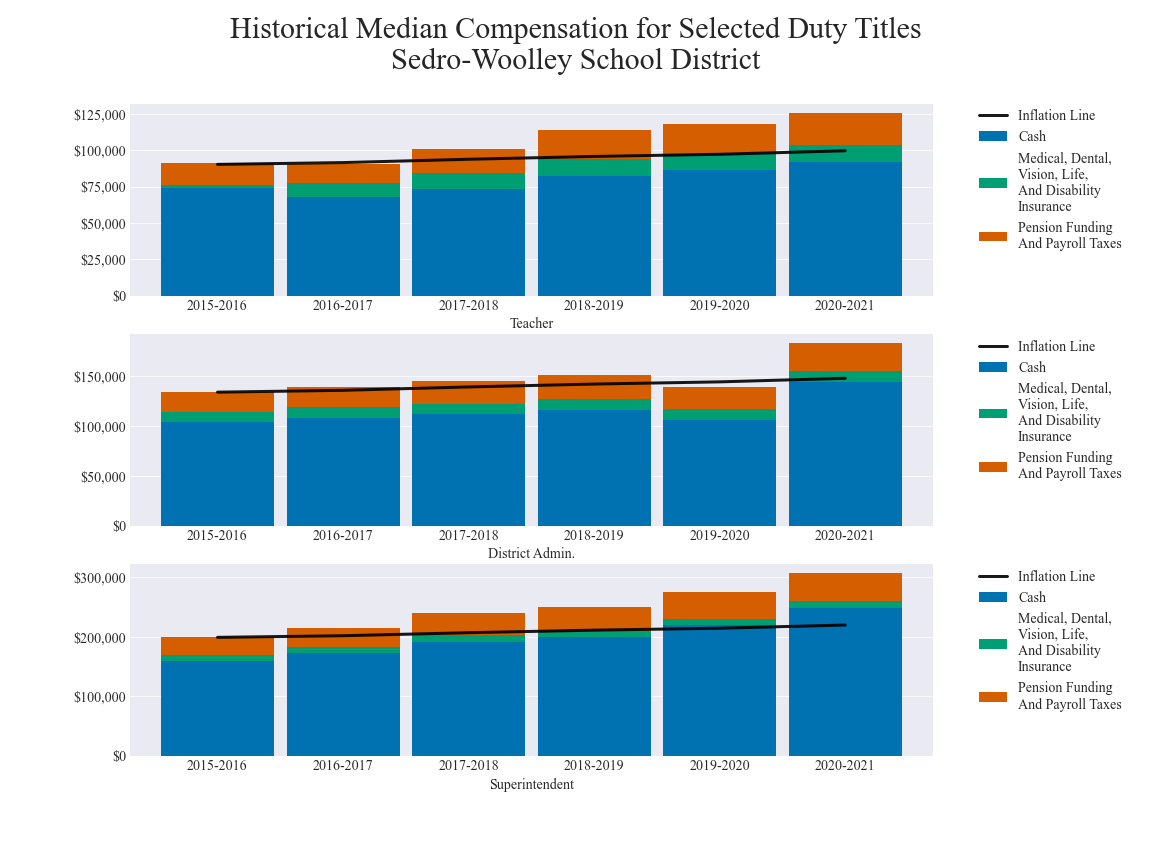 Historical Median Compensation for Selected Duty Titles
Sedro-Woolley School District
$125,000
$100,000
$75,000
$50,000
$25,000
$0
2015-2016 2016-2017 2017-2018 2018-2019 2019-2020 2020-2021
Teacher
Inflation Line
Cash
Medical, Dental,
Vision, Life,
And Disability
Insurance
Pension Funding
And Payroll Taxes
$150,000
$100,000
$50,000
$0
2015-2016 2016-2017 2017-2018 2018-2019 2019-2020 2020-2021
District Admin.
Inflation Line
Cash
Medical, Dental,
Vision, Life,
And Disability
Insurance
Pension Funding
And Payroll Taxes
$300,000
$200,000
$100,000
$0
2015-2016 2016-2017 2017-2018 2018-2019 2019-2020 2020-2021
Superintendent
Inflation Line
Cash
Medical, Dental,
Vision, Life,
And Disability
Insurance
Pension Funding
And Payroll Taxes